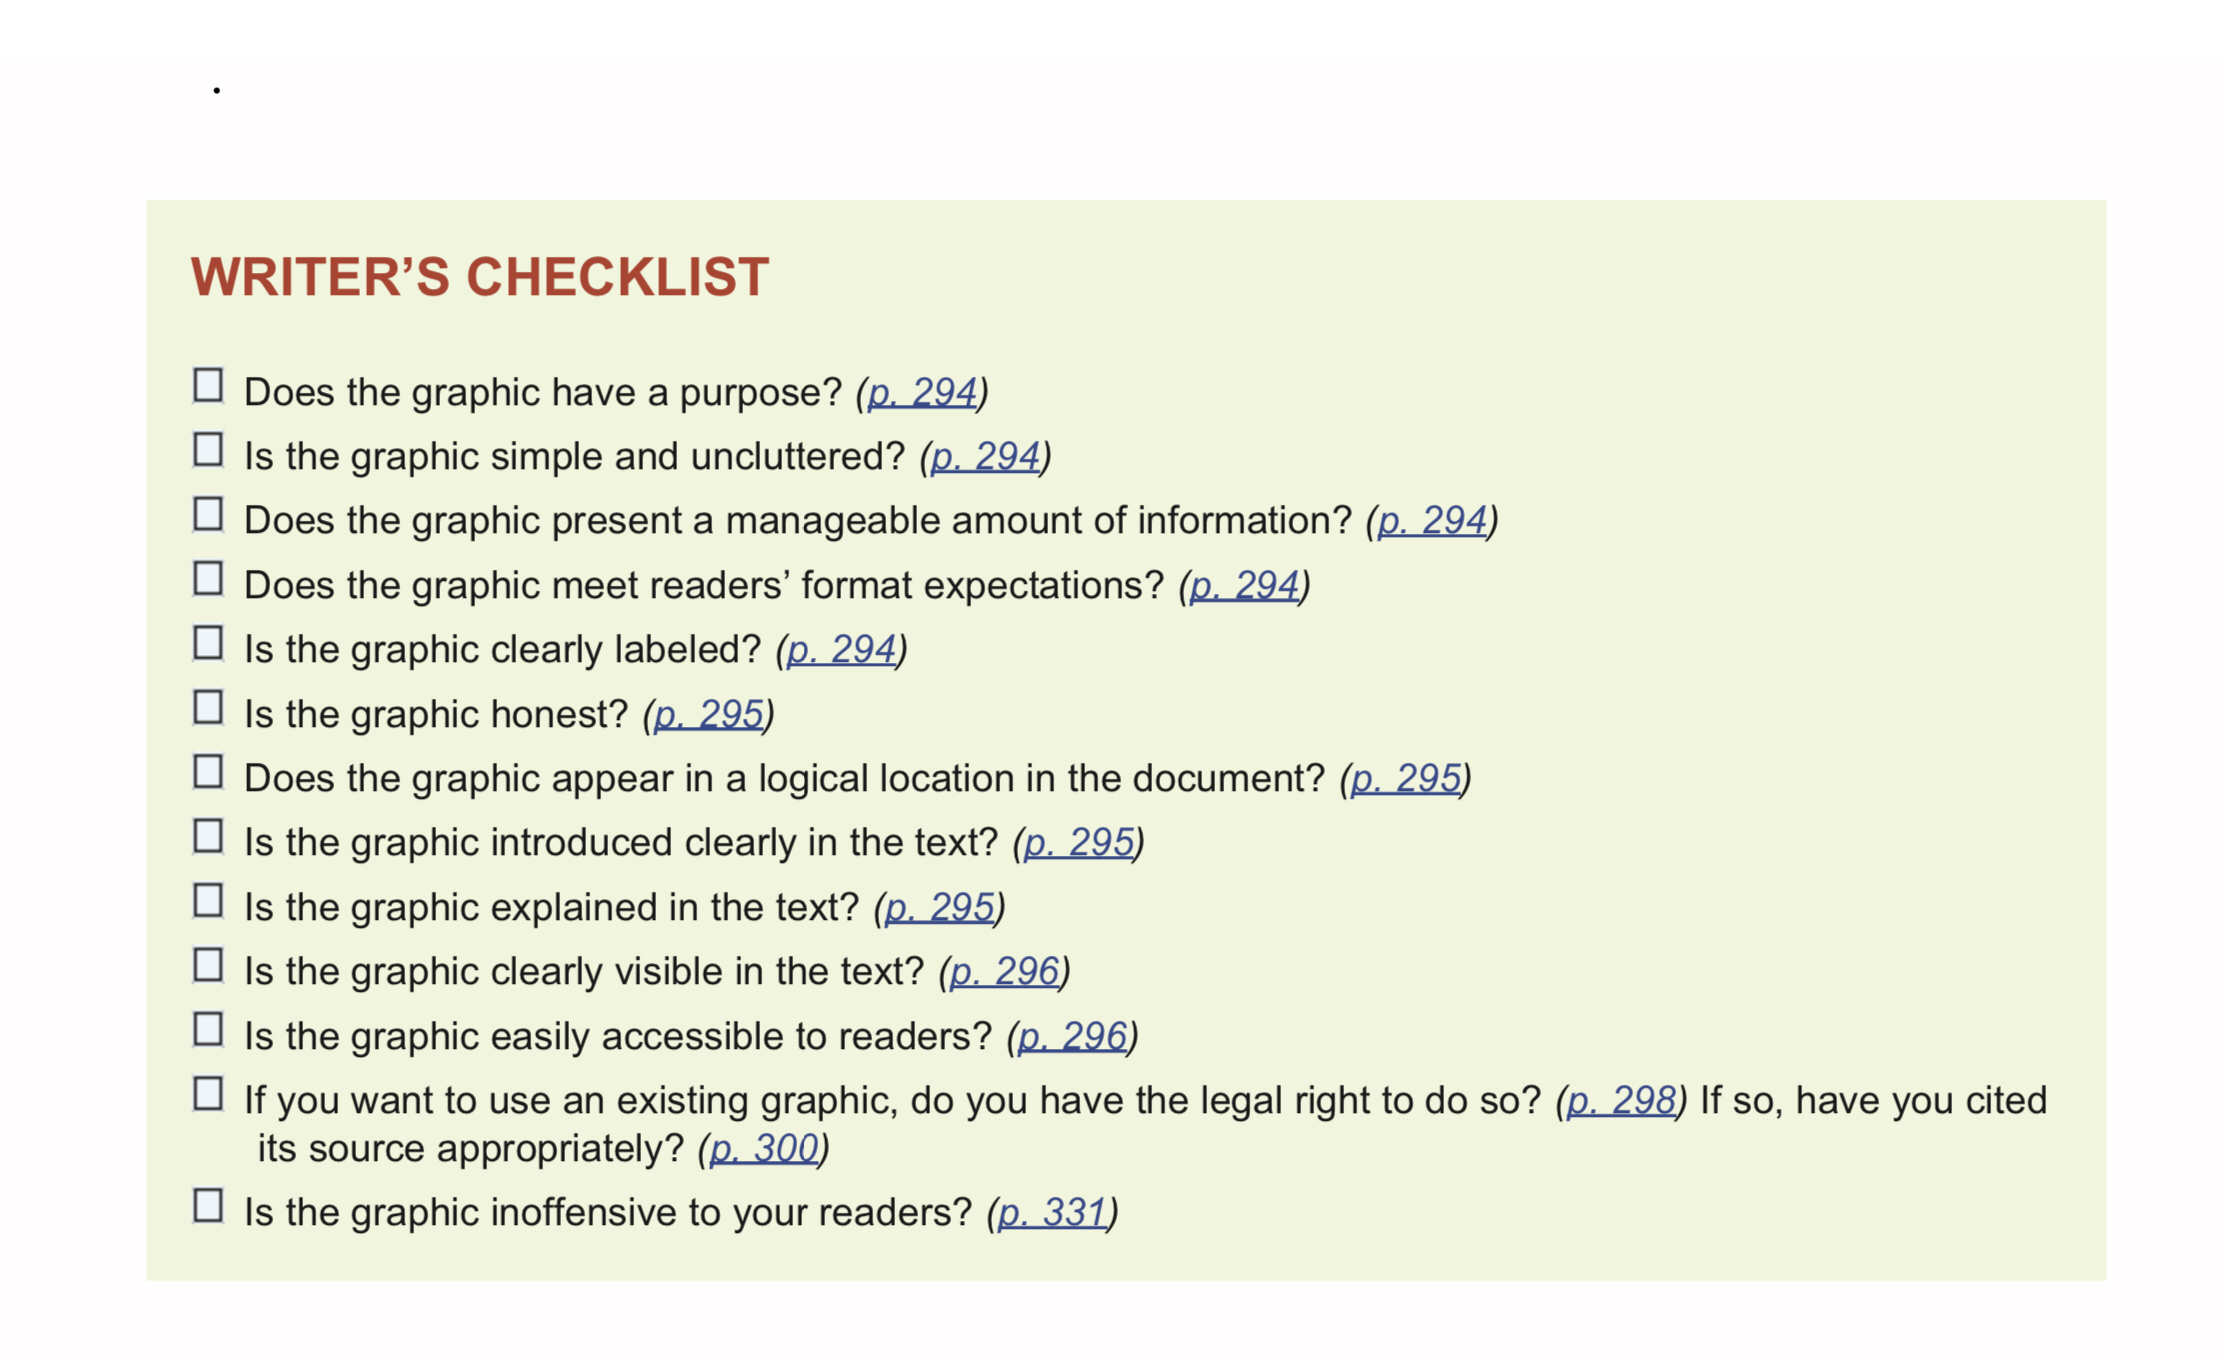 .
WRITER’S CHECKLIST
Does the graphic have a purpose? (p. 294)
Is the graphic simple and uncluttered? (p. 294)
Does the graphic present a manageable amount of information? (p. 294)
Does the graphic meet readers’ format expectations? (p. 294)
Is the graphic clearly labeled? (p. 294)
Is the graphic honest? (p. 295)
Does the graphic appear in a logical location in the document? (p. 295)
Is the graphic introduced clearly in the text? (p. 295)
Is the graphic explained in the text? (p. 295)
Is the graphic clearly visible in the text? (p. 296)
Is the graphic easily accessible to readers? (p. 296)
If you want to use an existing graphic, do you have the legal right to do so? (p. 298) If so, have you cited
its source appropriately? (p. 300)
Is the graphic inoffensive to your readers? (p. 331)